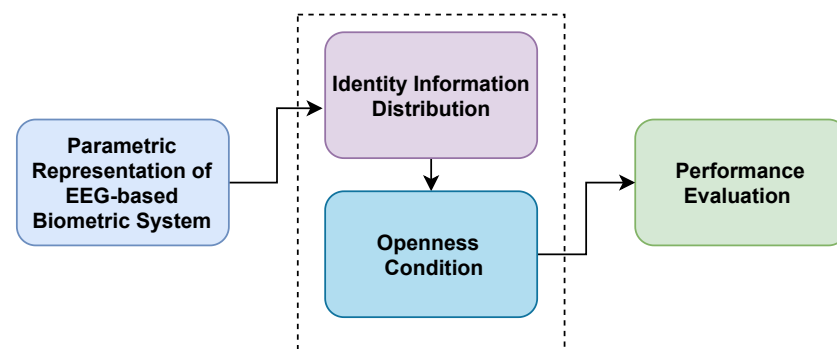 Parametric
Representation of
EEG-based
Biometric System
Identity Information
Distribution
Openness
Condition
Performance
Evaluation